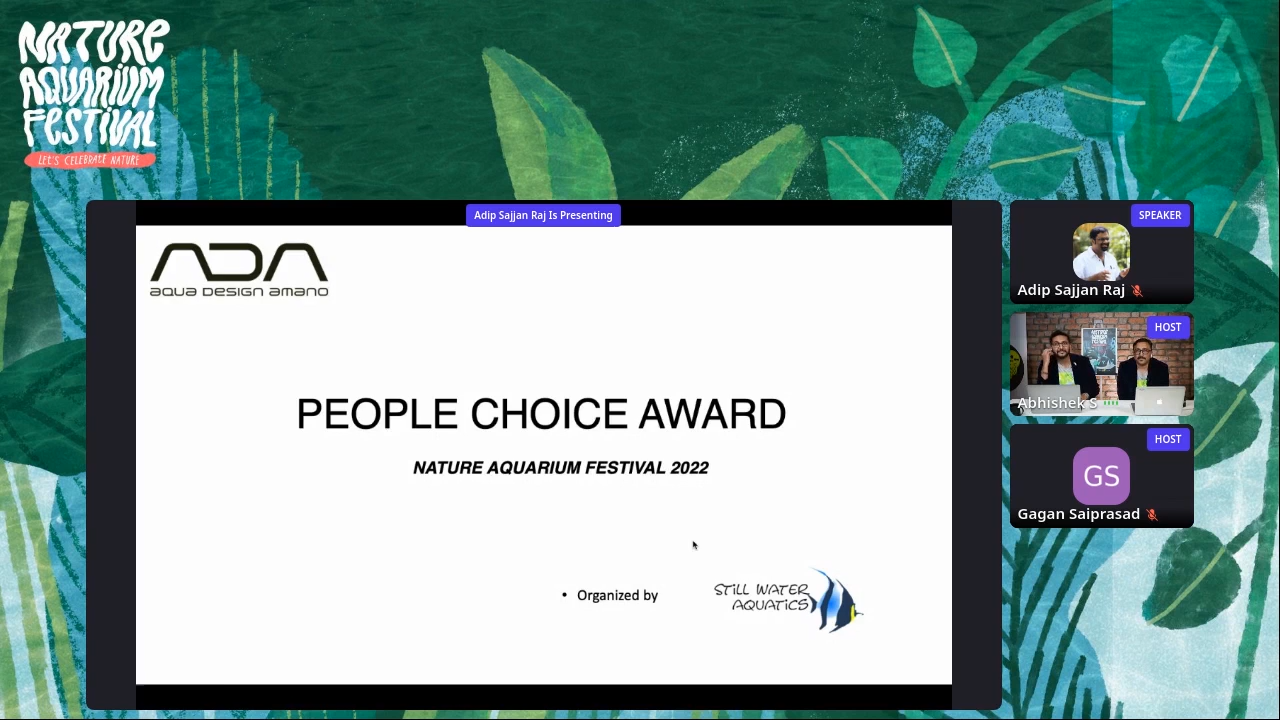 NATURE
AQUARIUM
FESTIVAL
LET'S CELEBRATE NATURE
Adip Sajjan Raj Is Presenting
ADA
aqua design amano
PEOPLE CHOICE AWARD
NATURE AQUARIUM FESTIVAL 2022
• Organized by
STILL WATER
AQUATICS
SPEAKER
Adip Sajjan Raj
HOST
Abhishek S
HOST
GS
Gagan Saiprasad